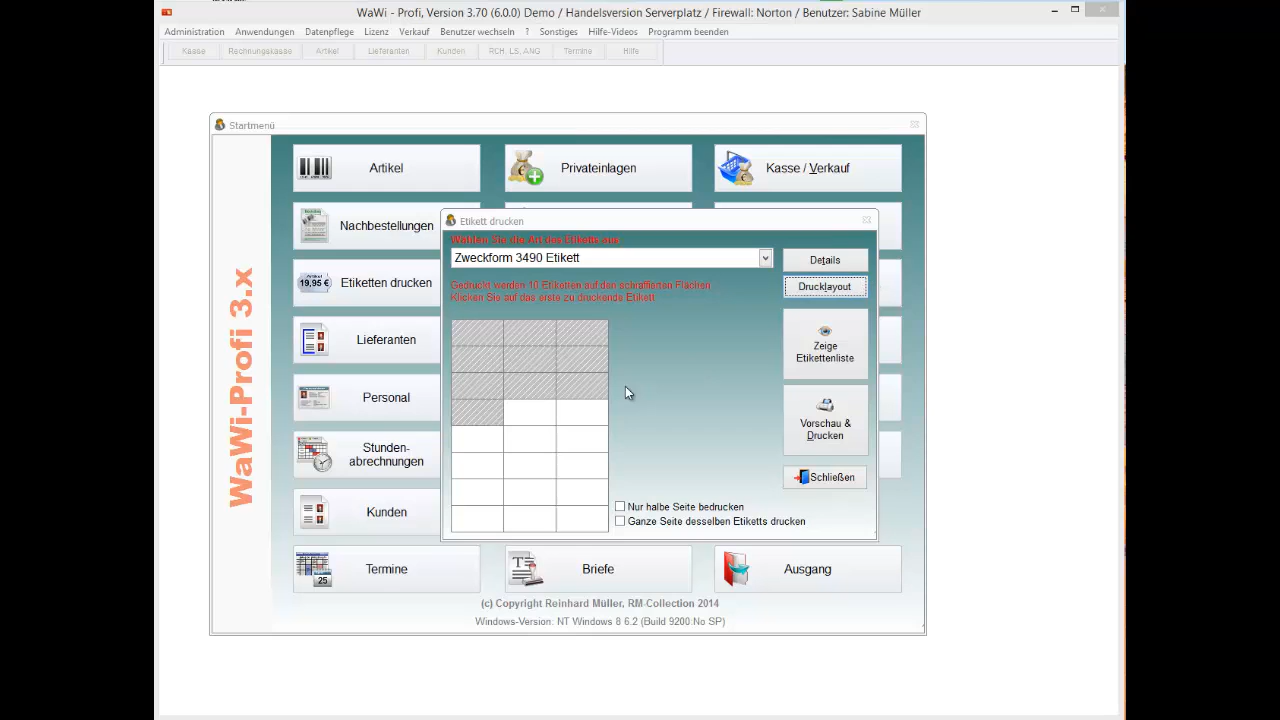 WaWi - Profi, Version 3.70 (6.0.0) Demo / Handelsversion Serverplatz / Firewall: Norton / Benutzer: Sabine Müller
Administration Anwendungen Datenpflege Lizenz Verkauf Benutzer wechseln ? Sonstiges Hilfe-Videos Programm beenden
Kasse Rechnungskasse Artikel Lieferanten Kunden RCH, LS, ANG Termine Hilfe
Startmenü
Artikel
Privateinlagen
Kasse / Verkauf
Nachbestellungen
Artikel
19,95 €
Etiketten drucken
Lieferanten
Personal
Stunden-
abrechnungen
Kunden
Termine
25
Briefe
Ausgang
WaWi-Profi 3.x
Etikett drucken
Wählen Sie die Art des Etiketts aus:
Zweckform 3490 Etikett
Details
Gedruckt werden 10 Etiketten auf den schraffierten Flächen
Klicken Sie auf das erste zu druckende Etikett
Drucklayout
Zeige
Etikettenliste
Vorschau &
Drucken
Schließen
Nur halbe Seite bedrucken
Ganze Seite desselben Etiketts drucken
(c) Copyright Reinhard Müller, RM-Collection 2014
Windows-Version: NT Windows 8 6.2 (Build 9200:No SP)